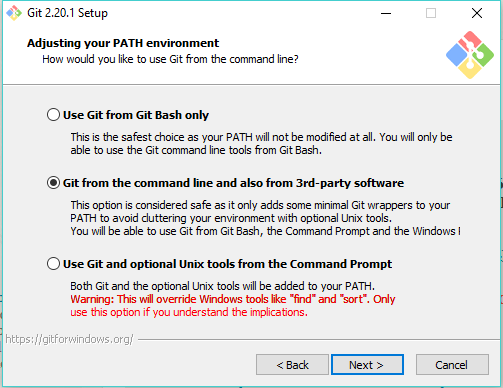 Git 2.20.1 Setup
Adjusting your PATH environment
How would you like to use Git from the command line?
Use Git from Git Bash only
This is the safest choice as your PATH will not be modified at all. You will only be
able to use the Git command line tools from Git Bash.
Git from the command line and also from 3rd-party software
This option is considered safe as it only adds some minimal Git wrappers to your
PATH to avoid cluttering your environment with optional Unix tools.
You will be able to use Git from Git Bash, the Command Prompt and the Windows
Use Git and optional Unix tools from the Command Prompt
Both Git and the optional Unix tools will be added to your PATH.
Warning: This will override Windows tools like "find" and "sort". Only
use this option if you understand the implications.
https://gitforwindows.org/
< Back
Next >
Cancel